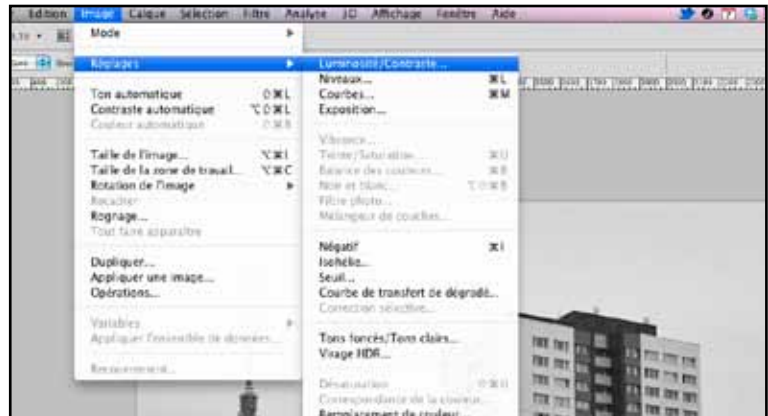 Edition Image Calque Sélection Filtre Analyse 3D Affichage Fenêtre Aide
Mode
Réglages
Ton automatique ⇧⌘L
Contraste automatique ⌥⇧⌘L
Couleur automatique ⇧⌘B
Taille de l'image... ⌥⌘I
Taille de la zone de travail... ⌥⌘C
Rotation de l'image
Recadrer
Rognage...
Tout faire apparaître
Dupliquer...
Appliquer une image...
Opérations...
Variables
Appliquer l'ensemble de données...
Recouvrement...
Luminosité/Contraste...
Niveaux... ⌘L
Courbes... ⌘M
Exposition...
Vibrance...
Teinte/Saturation... ⌘U
Balance des couleurs... ⌘B
Noir et blanc... ⌥⇧⌘B
Filtre photo...
Mélangeur de couches...
Négatif ⌘I
Isohélie...
Seuil...
Courbe de transfert de dégradé...
Correction sélective...
Tons foncés/Tons clairs...
Virage HDR...
Désaturation ⇧⌘U
Correspondance de la couleur...
Remplacement de couleur...